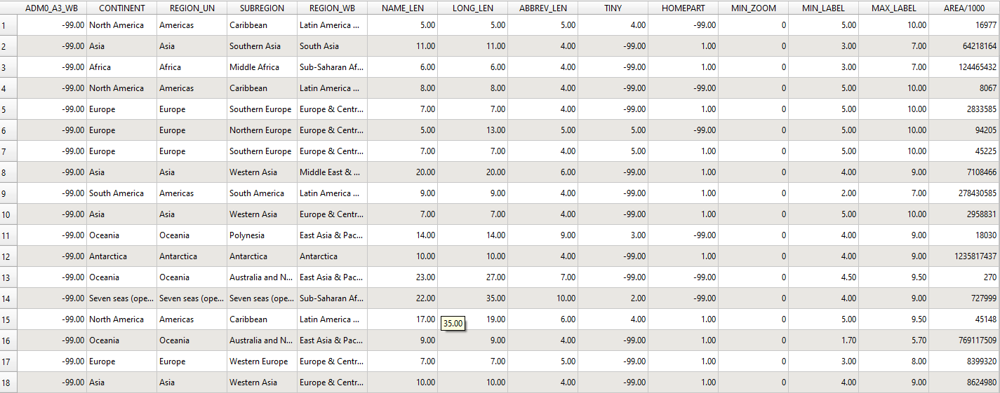 ADM0_A3_WB CONTINENT REGION_UN SUBREGION REGION_WB NAME_LEN LONG_LEN ABBREV_LEN TINY HOMEPART MIN_ZOOM MIN_LABEL MAX_LABEL AREA/1000
1 -99.00 North America Americas Caribbean Latin America ... 5.00 5.00 5.00 4.00 -99.00 0 5.00 10.00 16977
2 -99.00 Asia Asia Southern Asia South Asia 11.00 11.00 4.00 -99.00 1.00 0 3.00 7.00 64218164
3 -99.00 Africa Africa Middle Africa Sub-Saharan Af... 6.00 6.00 4.00 -99.00 1.00 0 3.00 7.00 124465432
4 -99.00 North America Americas Caribbean Latin America ... 8.00 8.00 4.00 -99.00 -99.00 0 5.00 10.00 8067
5 -99.00 Europe Europe Southern Europe Europe & Centr... 7.00 7.00 4.00 -99.00 1.00 0 5.00 10.00 2833585
6 -99.00 Europe Europe Northern Europe Europe & Centr... 5.00 13.00 5.00 5.00 -99.00 0 5.00 10.00 94205
7 -99.00 Europe Europe Southern Europe Europe & Centr... 7.00 7.00 4.00 5.00 1.00 0 5.00 10.00 45225
8 -99.00 Asia Asia Western Asia Middle East & ... 20.00 20.00 6.00 -99.00 1.00 0 4.00 9.00 7108466
9 -99.00 South America Americas South America Latin America ... 9.00 9.00 4.00 -99.00 1.00 0 2.00 7.00 278430585
10 -99.00 Asia Asia Western Asia Europe & Centr... 7.00 7.00 4.00 -99.00 1.00 0 5.00 10.00 2958831
11 -99.00 Oceania Oceania Polynesia East Asia & Pac... 14.00 14.00 9.00 3.00 -99.00 0 4.00 9.00 18030
12 -99.00 Antarctica Antarctica Antarctica Antarctica 10.00 10.00 4.00 -99.00 1.00 0 4.00 9.00 1235817437
13 -99.00 Oceania Oceania Australia and N... East Asia & Pac... 23.00 27.00 7.00 -99.00 -99.00 0 4.50 9.50 270
14 -99.00 Seven seas (ope... Seven seas (ope... Seven seas (ope... Sub-Saharan Af... 22.00 35.00 10.00 2.00 -99.00 0 4.00 9.00 727999
15 -99.00 North America Americas Caribbean Latin America ... 17.00 35.00 19.00 6.00 4.00 1.00 0 5.00 9.50 45148
16 -99.00 Oceania Oceania Australia and N... East Asia & Pac... 9.00 9.00 4.00 -99.00 1.00 0 1.70 5.70 769117509
17 -99.00 Europe Europe Western Europe Europe & Centr... 7.00 7.00 5.00 -99.00 1.00 0 3.00 8.00 8399320
18 -99.00 Asia Asia Western Asia Europe & Centr... 10.00 10.00 4.00 -99.00 1.00 0 4.00 9.00 8624980